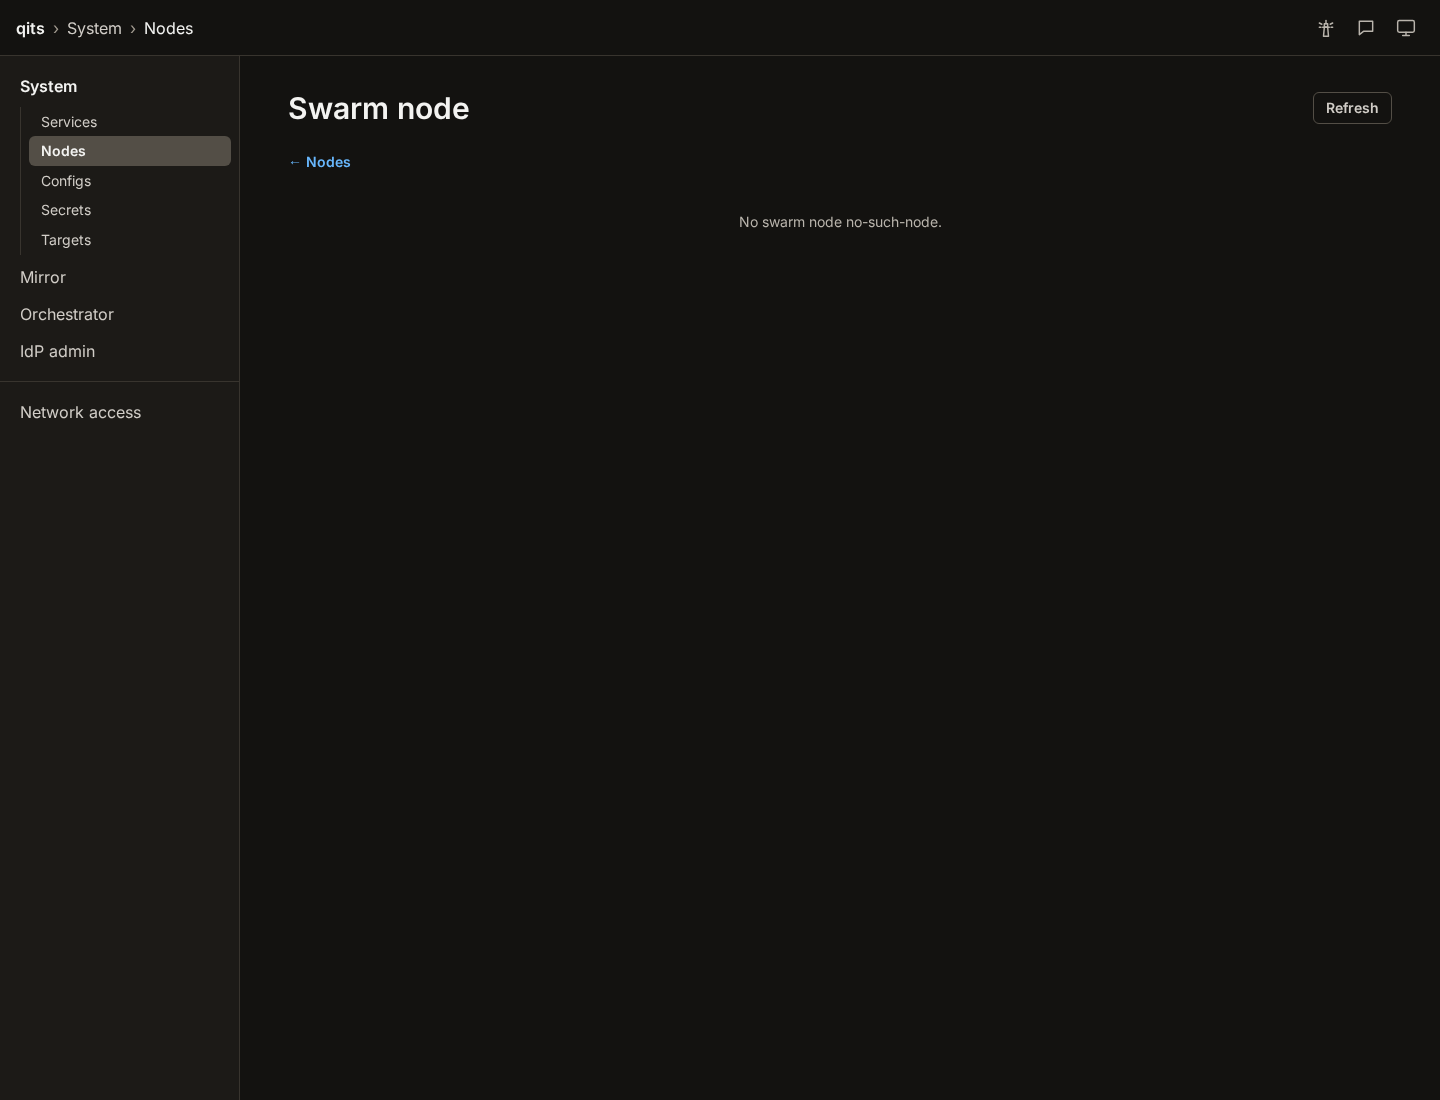 qits › System › Nodes
System
Services
Nodes
Configs
Secrets
Targets
Mirror
Orchestrator
IdP admin
Network access
Swarm node
Refresh
← Nodes
No swarm node no-such-node.